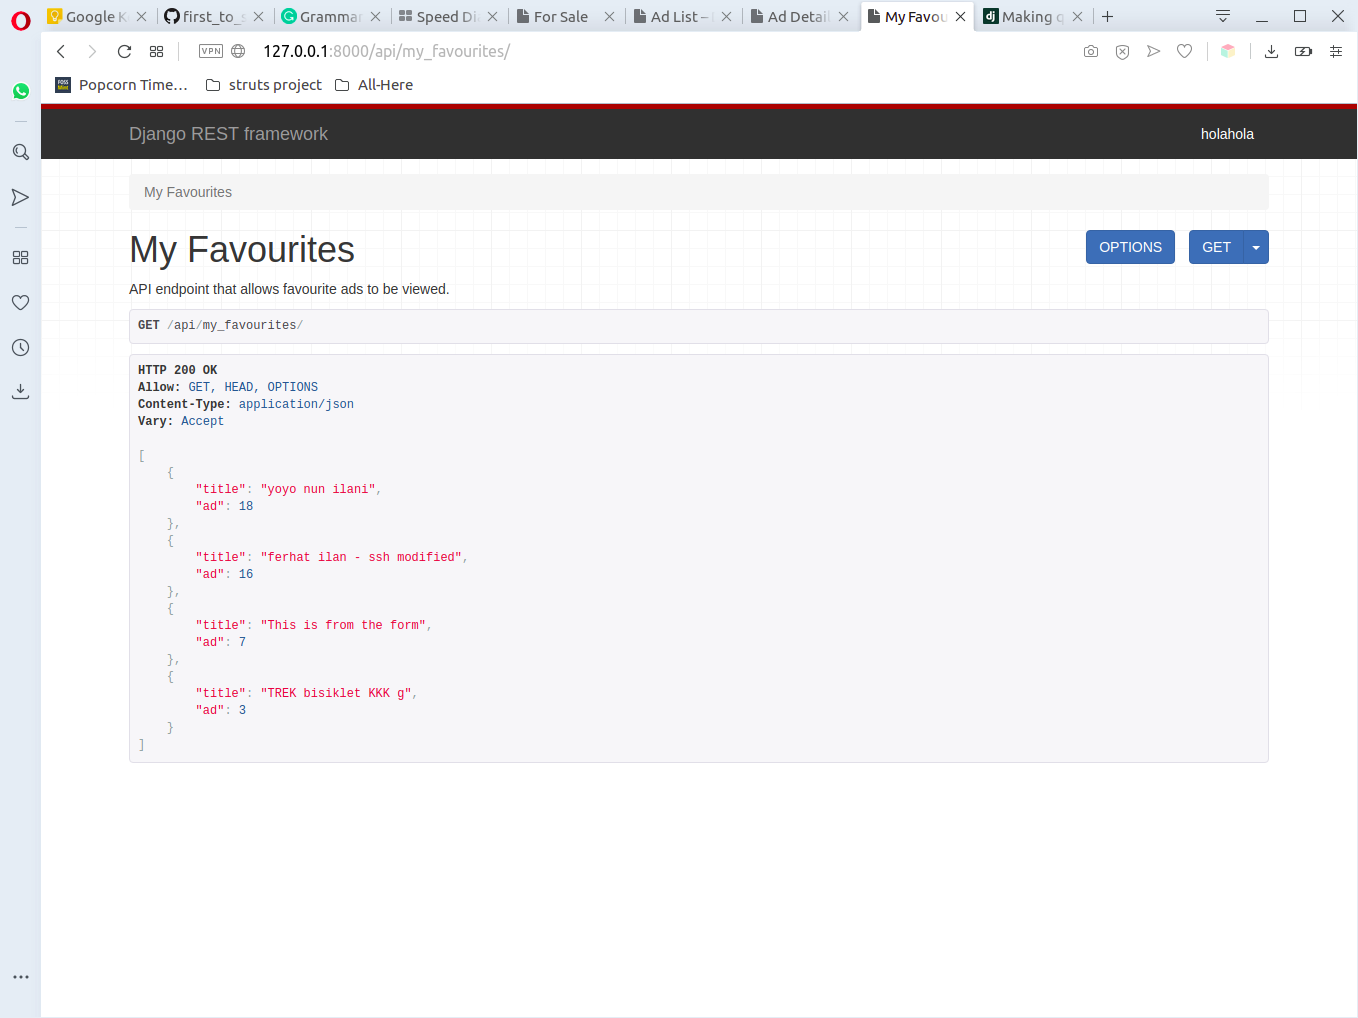 Google K
first_to_s
Grammar
Speed Di
For Sale
Ad List –
Ad Detail
My Favou
dj Making q
VPN 127.0.0.1:8000/api/my_favourites/
Popcorn Time... struts project All-Here
Django REST framework holahola
My Favourites
My Favourites OPTIONS GET
API endpoint that allows favourite ads to be viewed.
GET /api/my_favourites/
HTTP 200 OK
Allow: GET, HEAD, OPTIONS
Content-Type: application/json
Vary: Accept
[
{
"title": "yoyo nun ilani",
"ad": 18
},
{
"title": "ferhat ilan - ssh modified",
"ad": 16
},
{
"title": "This is from the form",
"ad": 7
},
{
"title": "TREK bisiklet KKK g",
"ad": 3
}
]